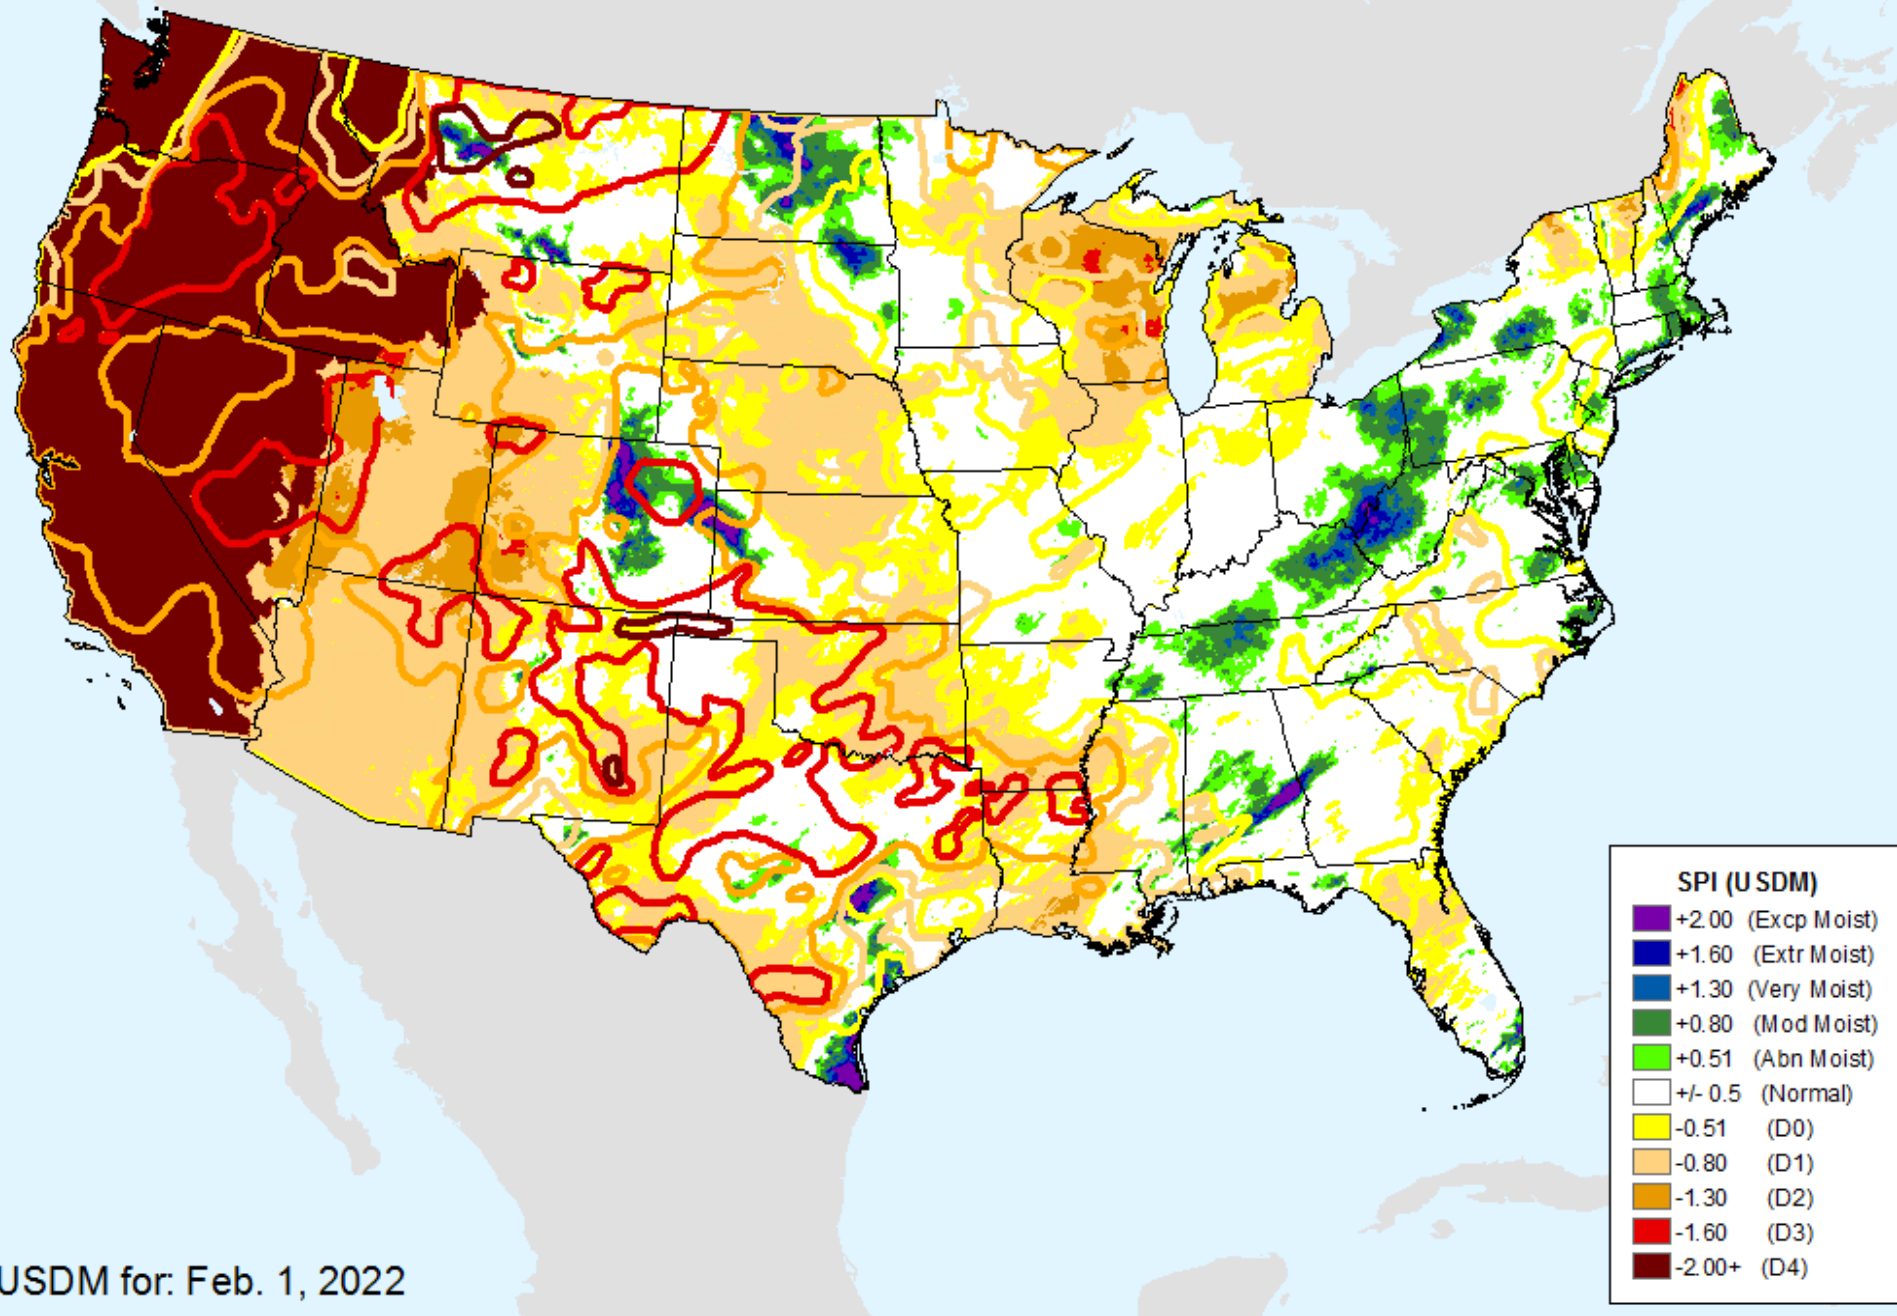 SPI (USDM)
+2.00 (Excp Moist)
+1.60 (Extr Moist)
+1.30 (Very Moist)
+0.80 (Mod Moist)
+0.51 (Abn Moist)
+/- 0.5 (Normal)
-0.51 (D0)
-0.80 (D1)
-1.30 (D2)
-1.60 (D3)
-2.00+ (D4)
USDM for: Feb. 1, 2022